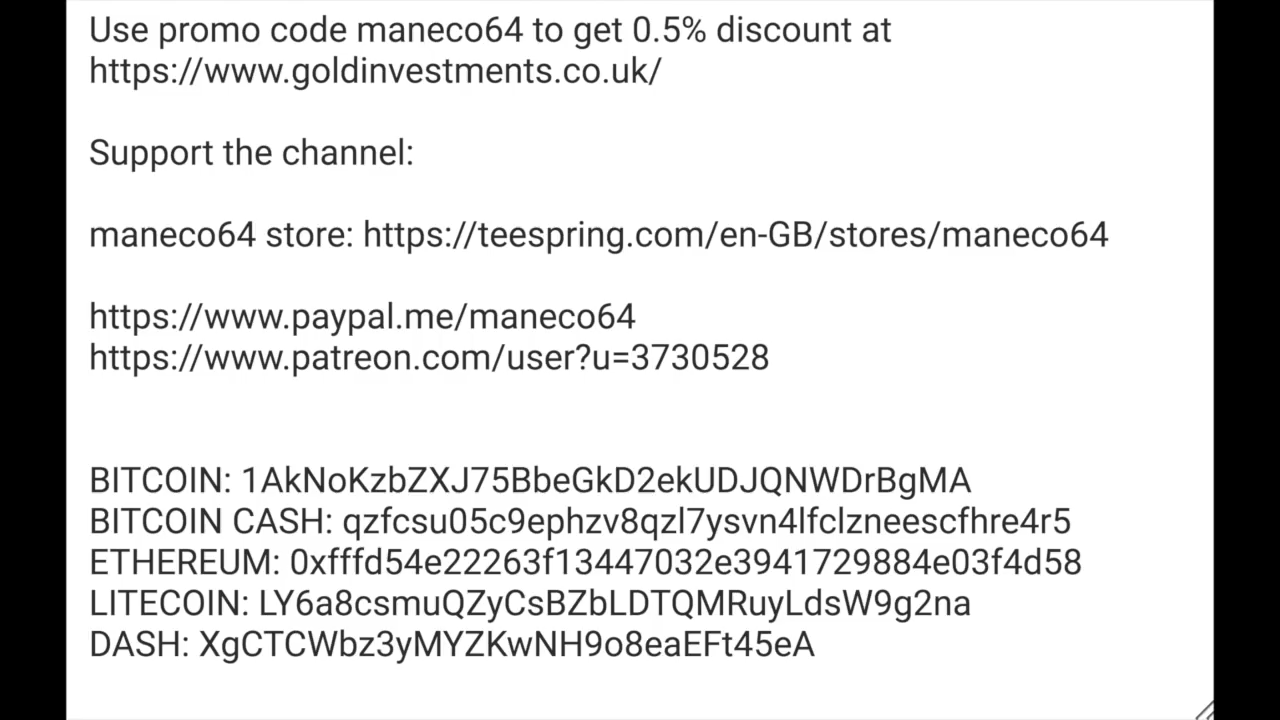 Use promo code maneco64 to get 0.5% discount at
https://www.goldinvestments.co.uk/
Support the channel:
maneco64 store: https://teespring.com/en-GB/stores/maneco64
https://www.paypal.me/maneco64
https://www.patreon.com/user?u=3730528
BITCOIN: 1AkNoKzbZXJ75BbeGkD2ekUDJQNWDrBgMA
BITCOIN CASH: qzfcsu05c9ephzv8qzl7ysvn4lfclzneescfhre4r5
ETHEREUM: 0xfffd54e22263f13447032e3941729884e03f4d58
LITECOIN: LY6a8csmuQZyCsBZbLDTQMRuyLdsW9g2na
DASH: XgCTCWbz3yMYZKwNH9o8eaEFt45eA